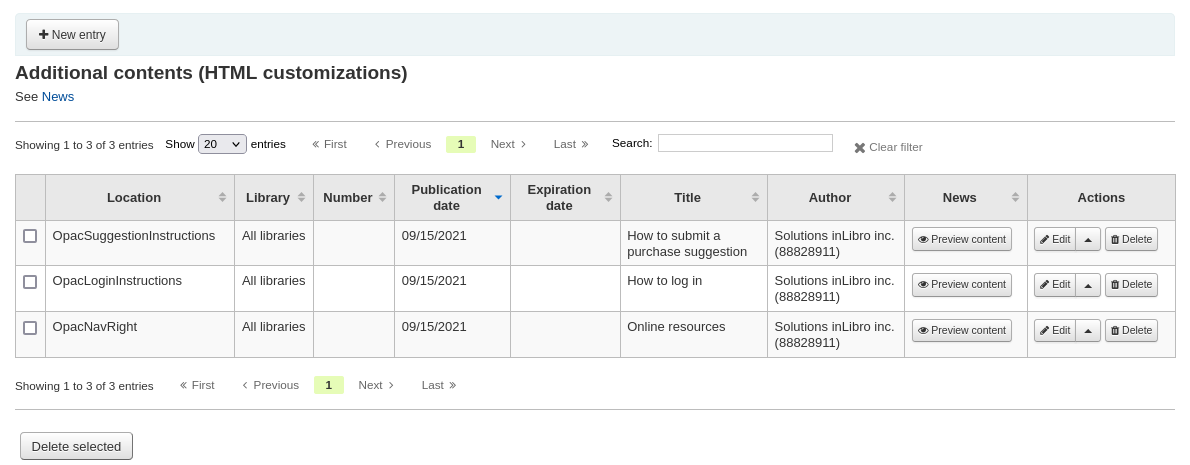 New entry
Additional contents (HTML customizations)
See News
Showing 1 to 3 of 3 entries Show 20 entries First Previous 1 Next Last Search: Clear filter
Location Library Number Publication date Expiration date Title Author News Actions
OpacSuggestionInstructions All libraries 09/15/2021 How to submit a purchase suggestion Solutions inLibro inc. (88828911) Preview content Edit Delete
OpacLoginInstructions All libraries 09/15/2021 How to log in Solutions inLibro inc. (88828911) Preview content Edit Delete
OpacNavRight All libraries 09/15/2021 Online resources Solutions inLibro inc. (88828911) Preview content Edit Delete
Showing 1 to 3 of 3 entries First Previous 1 Next Last
Delete selected